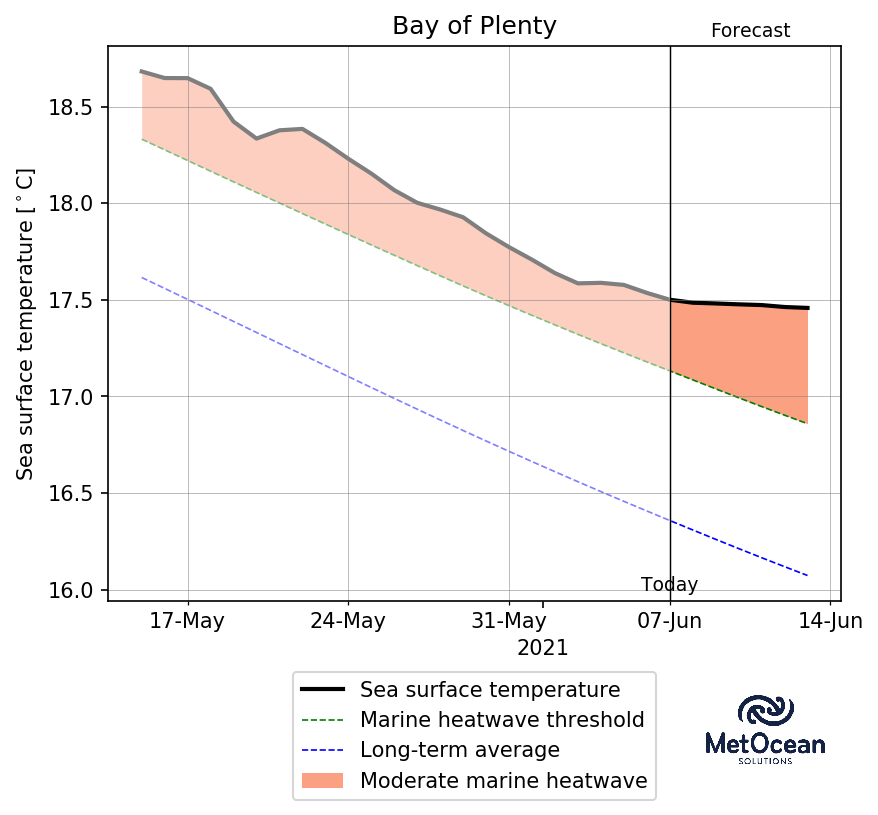 Bay of Plenty
Forecast
Sea surface temperature [°C]
18.5
18.0
17.5
17.0
16.5
16.0
Today
17-May
24-May
31-May
07-Jun
14-Jun
2021
Sea surface temperature
Marine heatwave threshold
Long-term average
Moderate marine heatwave
MetOcean
SOLUTIONS